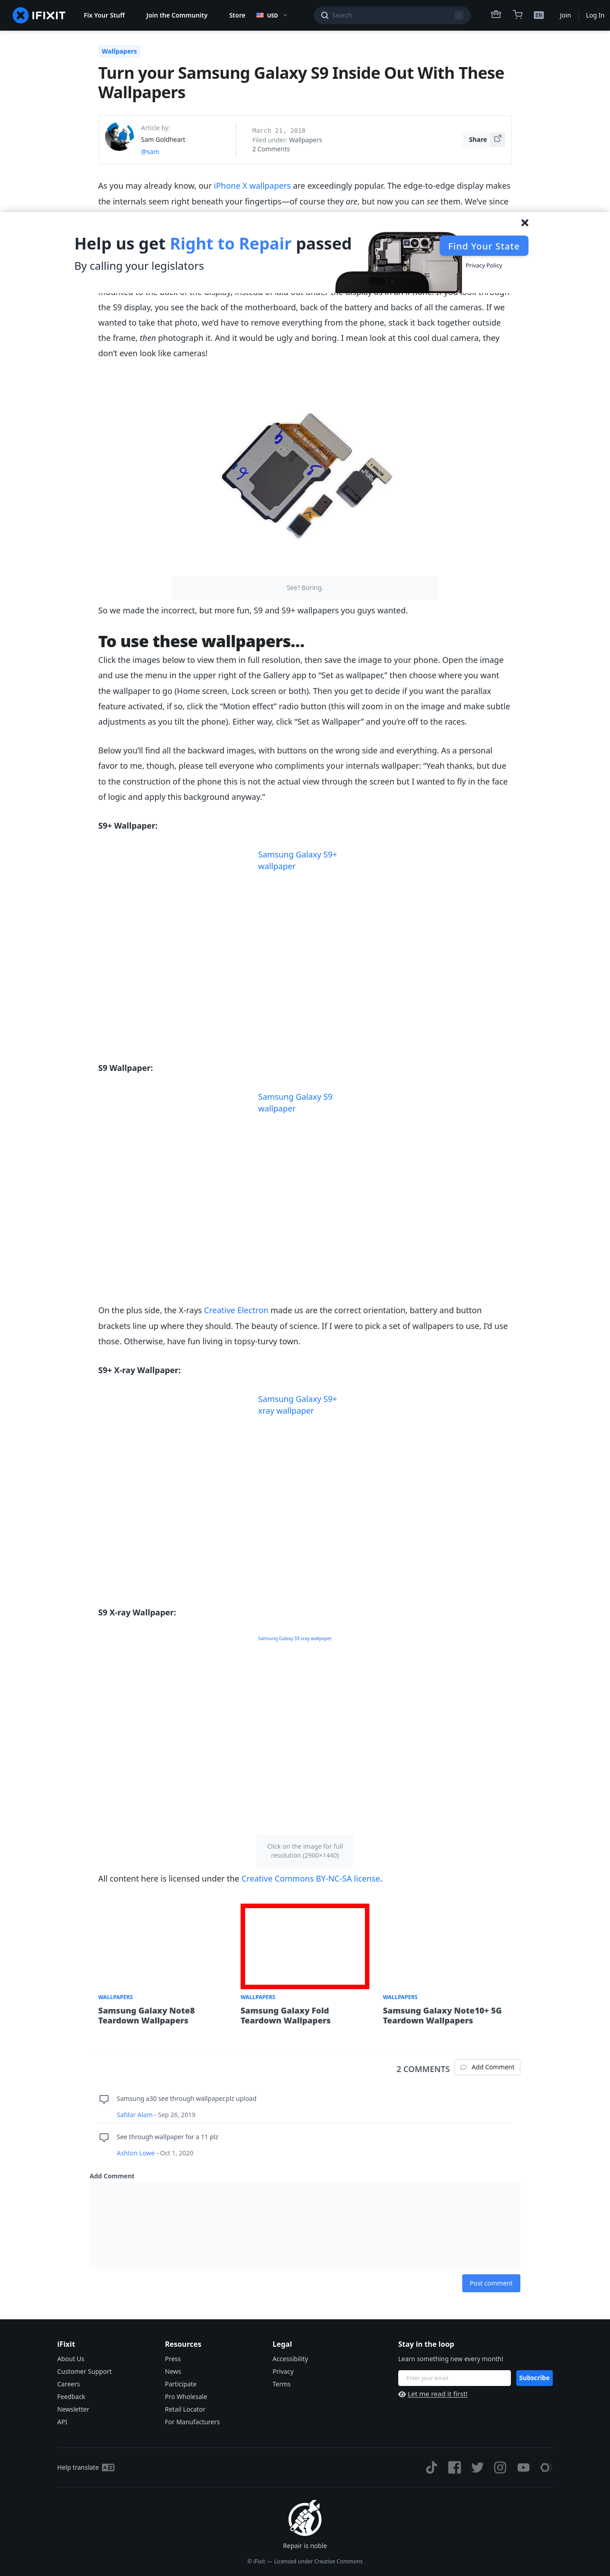 IFIXIT
Fix Your Stuff
Join the Community
Store
USD
Search
/
EN
Join
Log In
Wallpapers
Turn your Samsung Galaxy S9 Inside Out With These
Wallpapers
Article by:
Sam Goldheart
@sam
March 21, 2018
Filed under: Wallpapers
2 Comments
Share
As you may already know, our iPhone X wallpapers are exceedingly popular. The edge-to-edge display makes
the internals seem right beneath your fingertips—of course they are, but now you can see them. We've since
Help us get Right to Repair passed
By calling your legislators
Find Your State
Privacy Policy
mounted to the back of the display, instead of laid out under the display as in an iPhone. If you look through
the S9 display, you see the back of the motherboard, back of the battery and backs of all the cameras. If we
wanted to take that photo, we'd have to remove everything from the phone, stack it back together outside
the frame, then photograph it. And it would be ugly and boring. I mean look at this cool dual camera, they
don't even look like cameras!
See? Boring.
So we made the incorrect, but more fun, S9 and S9+ wallpapers you guys wanted.
To use these wallpapers…
Click the images below to view them in full resolution, then save the image to your phone. Open the image
and use the menu in the upper right of the Gallery app to “Set as wallpaper,” then choose where you want
the wallpaper to go (Home screen, Lock screen or both). Then you get to decide if you want the parallax
feature activated, if so, click the “Motion effect” radio button (this will zoom in on the image and make subtle
adjustments as you tilt the phone). Either way, click “Set as Wallpaper” and you're off to the races.
Below you'll find all the backward images, with buttons on the wrong side and everything. As a personal
favor to me, though, please tell everyone who compliments your internals wallpaper: “Yeah thanks, but due
to the construction of the phone this is not the actual view through the screen but I wanted to fly in the face
of logic and apply this background anyway.”
S9+ Wallpaper:
Samsung Galaxy S9+
wallpaper
S9 Wallpaper:
Samsung Galaxy S9
wallpaper
On the plus side, the X-rays Creative Electron made us are the correct orientation, battery and button
brackets line up where they should. The beauty of science. If I were to pick a set of wallpapers to use, I'd use
those. Otherwise, have fun living in topsy-turvy town.
S9+ X-ray Wallpaper:
Samsung Galaxy S9+
xray wallpaper
S9 X-ray Wallpaper:
Samsung Galaxy S9 xray wallpaper
Click on the image for full
resolution (2960×1440)
All content here is licensed under the Creative Commons BY-NC-SA license.
WALLPAPERS
Samsung Galaxy Note8
Teardown Wallpapers
WALLPAPERS
Samsung Galaxy Fold
Teardown Wallpapers
WALLPAPERS
Samsung Galaxy Note10+ 5G
Teardown Wallpapers
2 COMMENTS
Add Comment
Samsung a30 see through wallpaper.plz upload
Safdar Alam - Sep 26, 2019
See through wallpaper for a 11 plz
Ashton Lowe - Oct 1, 2020
Add Comment
Post comment
iFixit
About Us
Customer Support
Careers
Feedback
Newsletter
API
Resources
Press
News
Participate
Pro Wholesale
Retail Locator
For Manufacturers
Legal
Accessibility
Privacy
Terms
Stay in the loop
Learn something new every month!
Enter your email
Subscribe
Let me read it first!
Help translate
Repair is noble
© iFixit — Licensed under Creative Commons